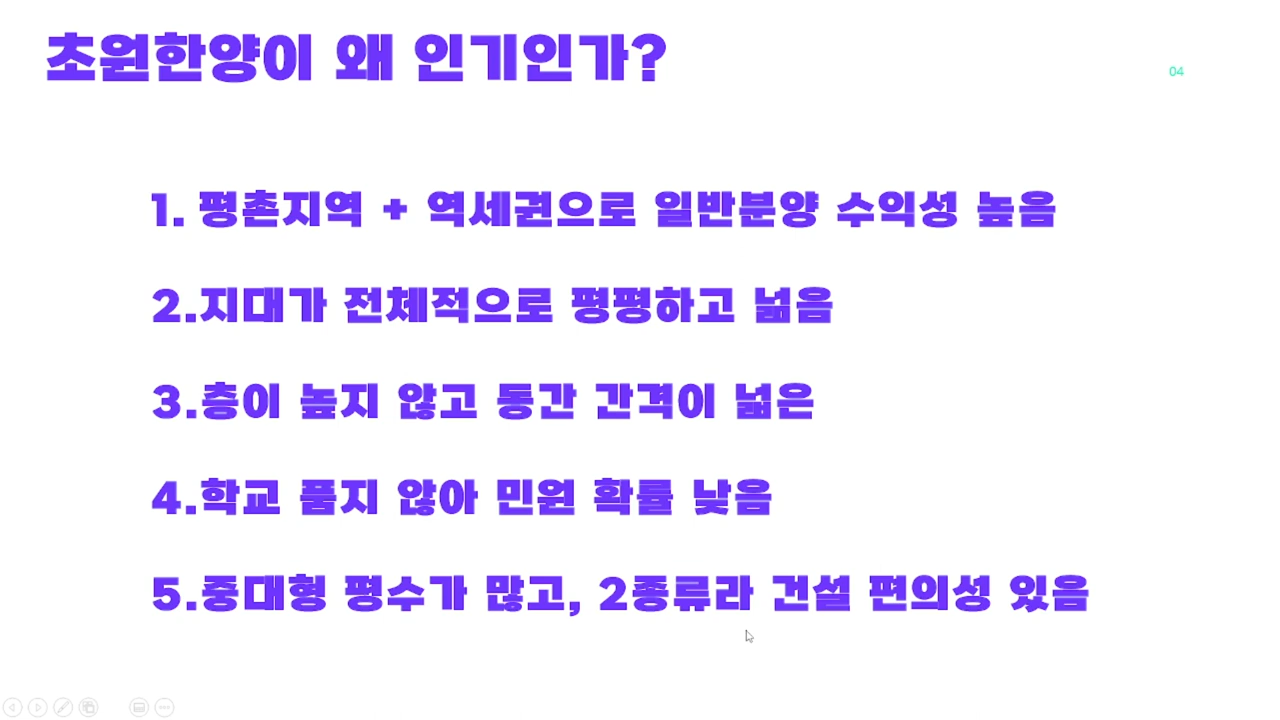 초원한양이 왜 인기인가?
04
1. 평촌지역 + 역세권으로 일반분양 수익성 높음
2.지대가 전체적으로 평평하고 넓음
3.층이 높지 않고 동간 간격이 넓은
4.학교 품지 않아 민원 확률 낮음
5.중대형 평수가 많고, 2종류라 건설 편의성 있음